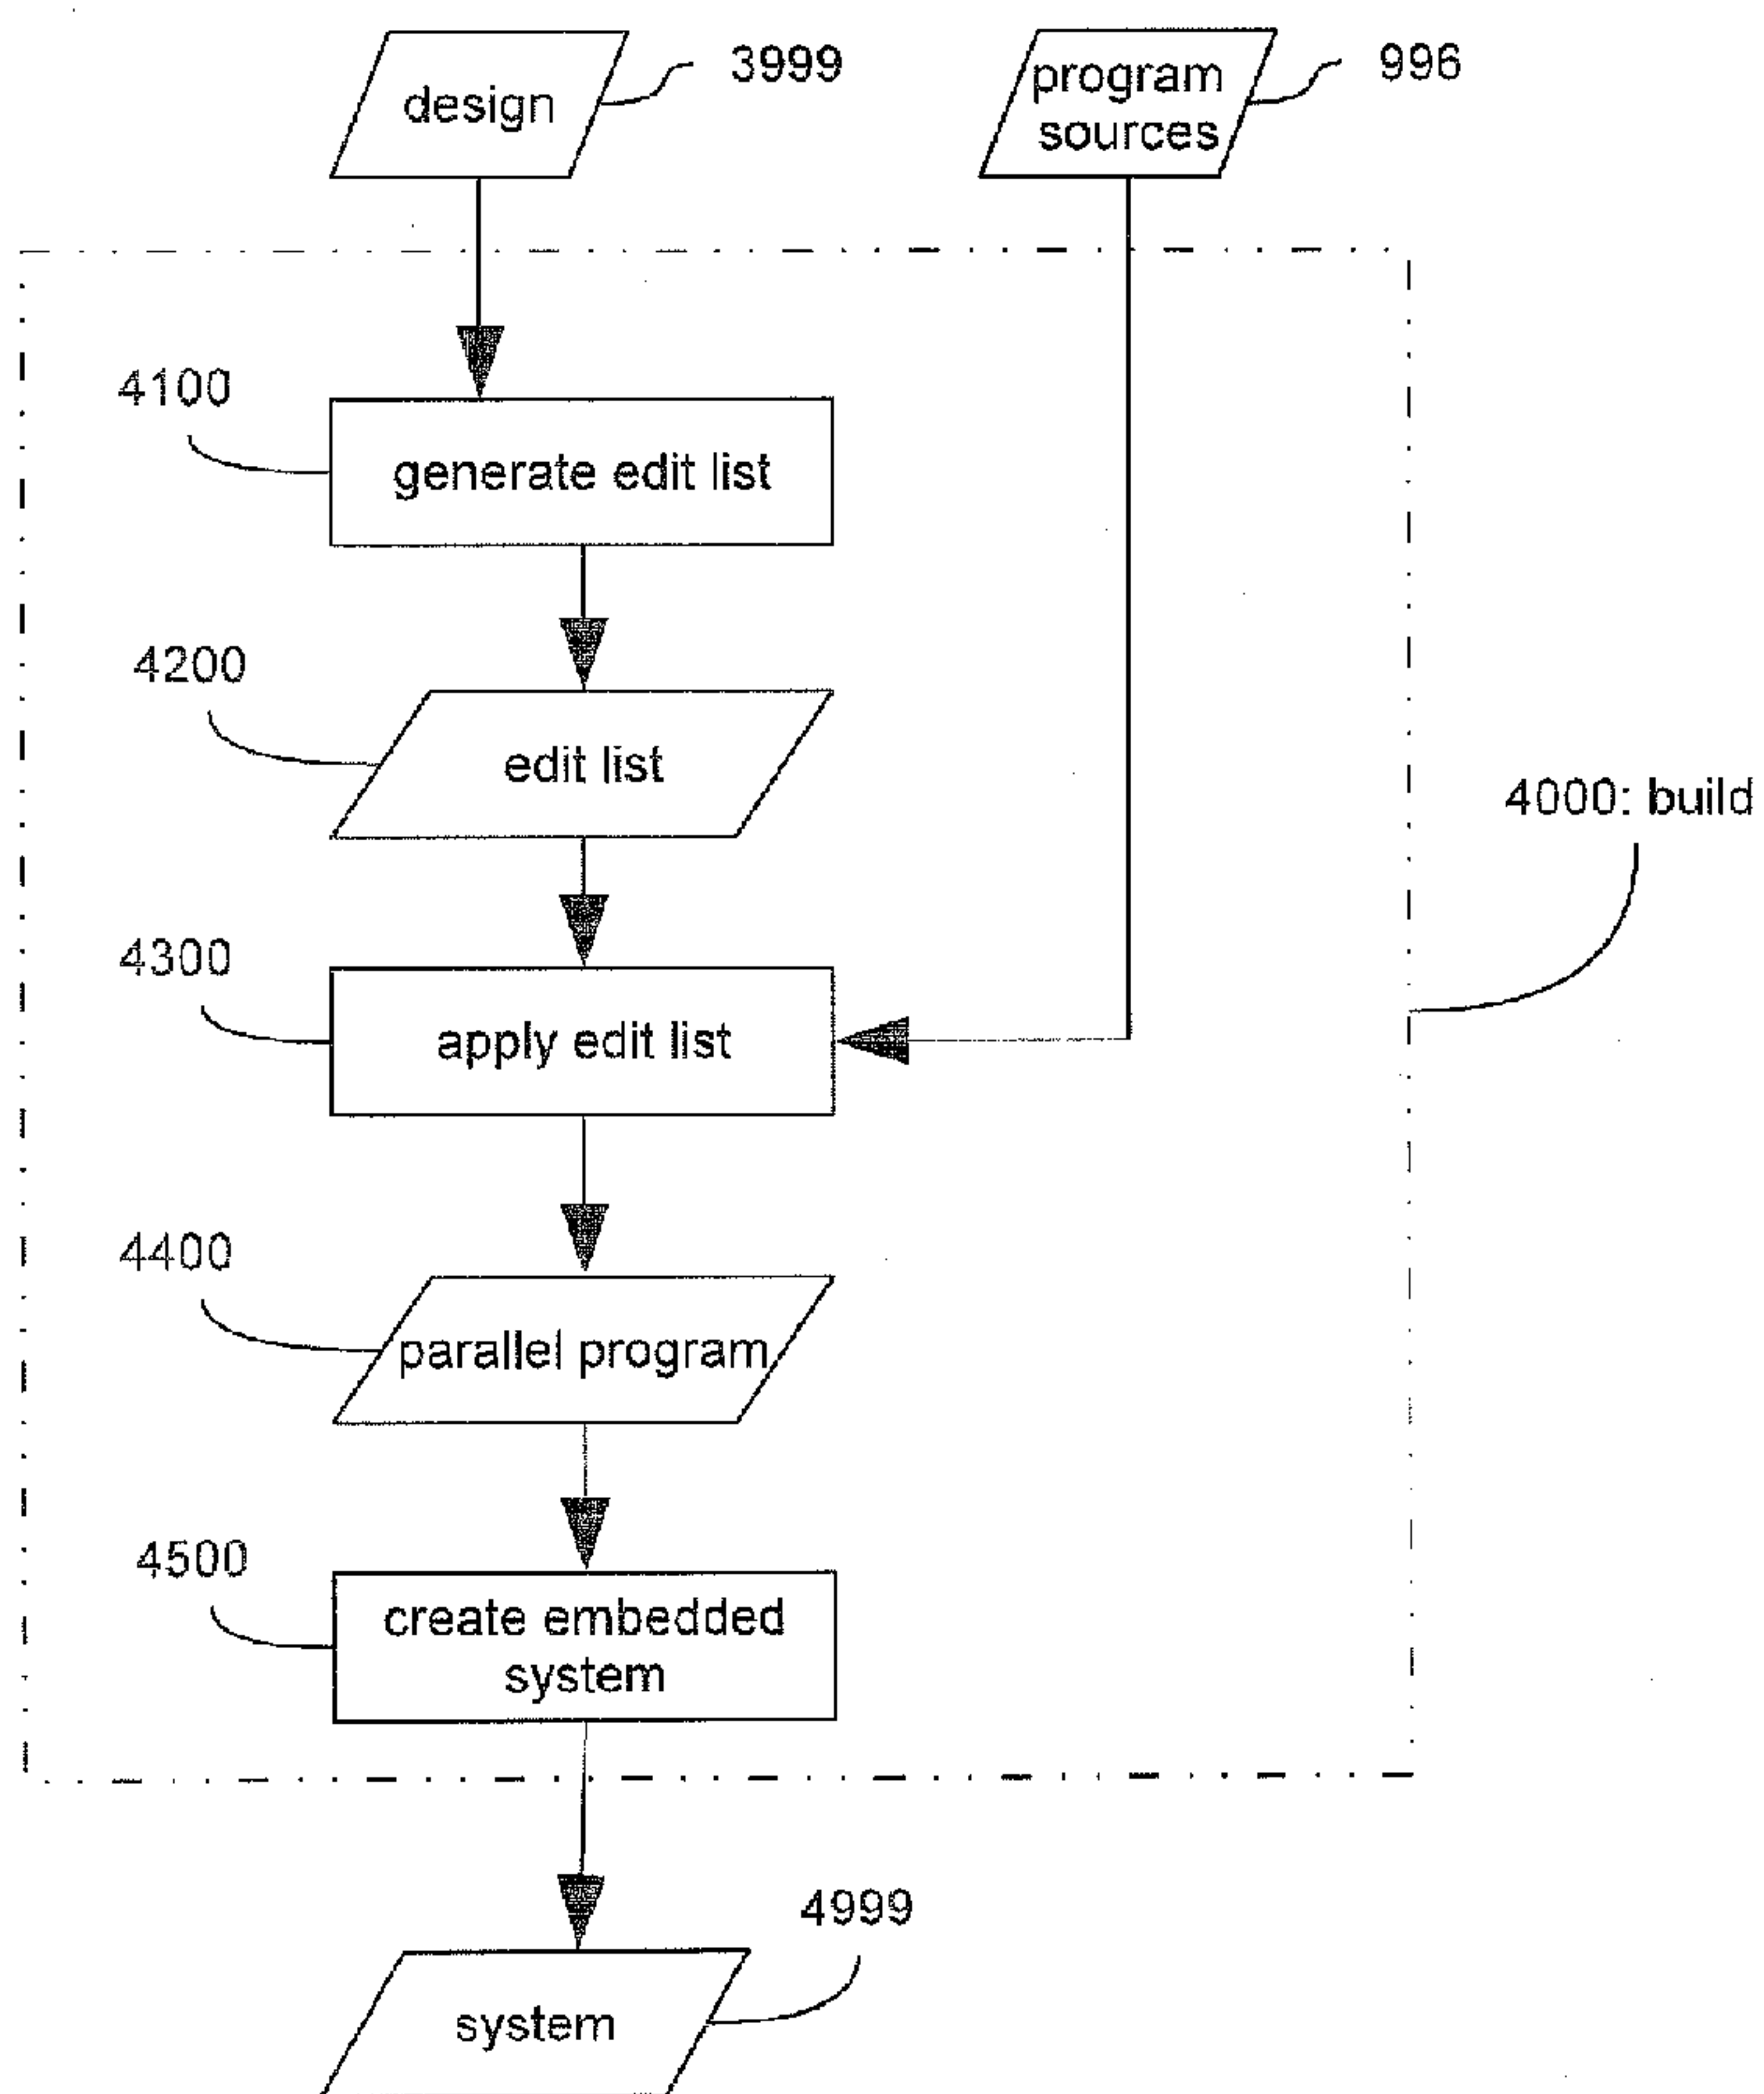 design
3999
program
sources
996
4100
generate edit list
4200
edit list
4000: build
4300
apply edit list
4400
parallel program
4500
create embedded
system
4999
system